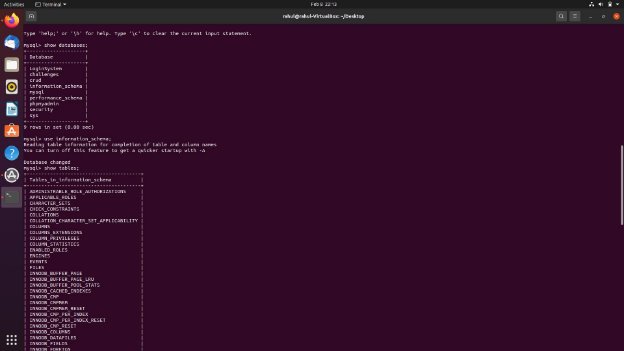 Activities Terminal Feb 8 22:13
rahul@rahul-VirtualBox: ~/Desktop
Type 'help;' or '\h' for help. Type '\c' to clear the current input statement.
mysql> show databases;
+--------------------+
| Database |
+--------------------+
| LoginSystem |
| challenges |
| crud |
| information_schema |
| mysql |
| performance_schema |
| phpmyadmin |
| security |
| sys |
+--------------------+
9 rows in set (0.00 sec)
mysql> use information_schema;
Reading table information for completion of table and column names
You can turn off this feature to get a quicker startup with -A
Database changed
mysql> show tables;
+---------------------------------------+
| Tables_in_information_schema |
+---------------------------------------+
| ADMINISTRABLE_ROLE_AUTHORIZATIONS |
| APPLICABLE_ROLES |
| CHARACTER_SETS |
| CHECK_CONSTRAINTS |
| COLLATIONS |
| COLLATION_CHARACTER_SET_APPLICABILITY |
| COLUMNS |
| COLUMNS_EXTENSIONS |
| COLUMN_PRIVILEGES |
| COLUMN_STATISTICS |
| ENABLED_ROLES |
| ENGINES |
| EVENTS |
| FILES |
| INNODB_BUFFER_PAGE |
| INNODB_BUFFER_PAGE_LRU |
| INNODB_BUFFER_POOL_STATS |
| INNODB_CACHED_INDEXES |
| INNODB_CMP |
| INNODB_CMPMEM |
| INNODB_CMPMEM_RESET |
| INNODB_CMP_PER_INDEX |
| INNODB_CMP_PER_INDEX_RESET |
| INNODB_CMP_RESET |
| INNODB_COLUMNS |
| INNODB_DATAFILES |
| INNODB_FIELDS |
| INNODB_FOREIGN |